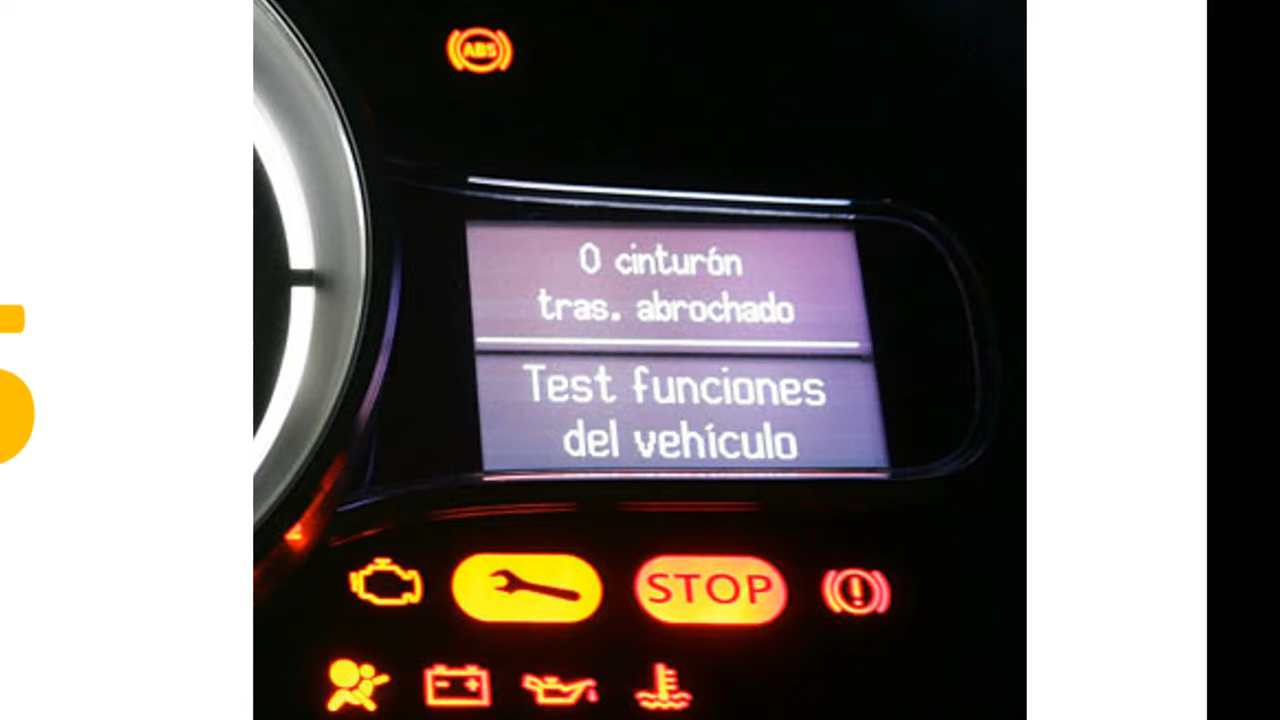 ABS
0 cinturón
tras. abrochado
Test funciones
del vehículo
STOP